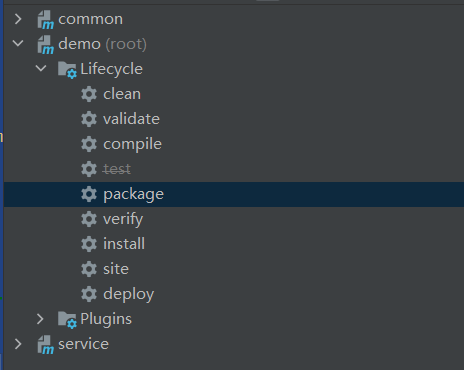 common
demo (root)
Lifecycle
clean
validate
compile
test
package
verify
install
site
deploy
Plugins
service